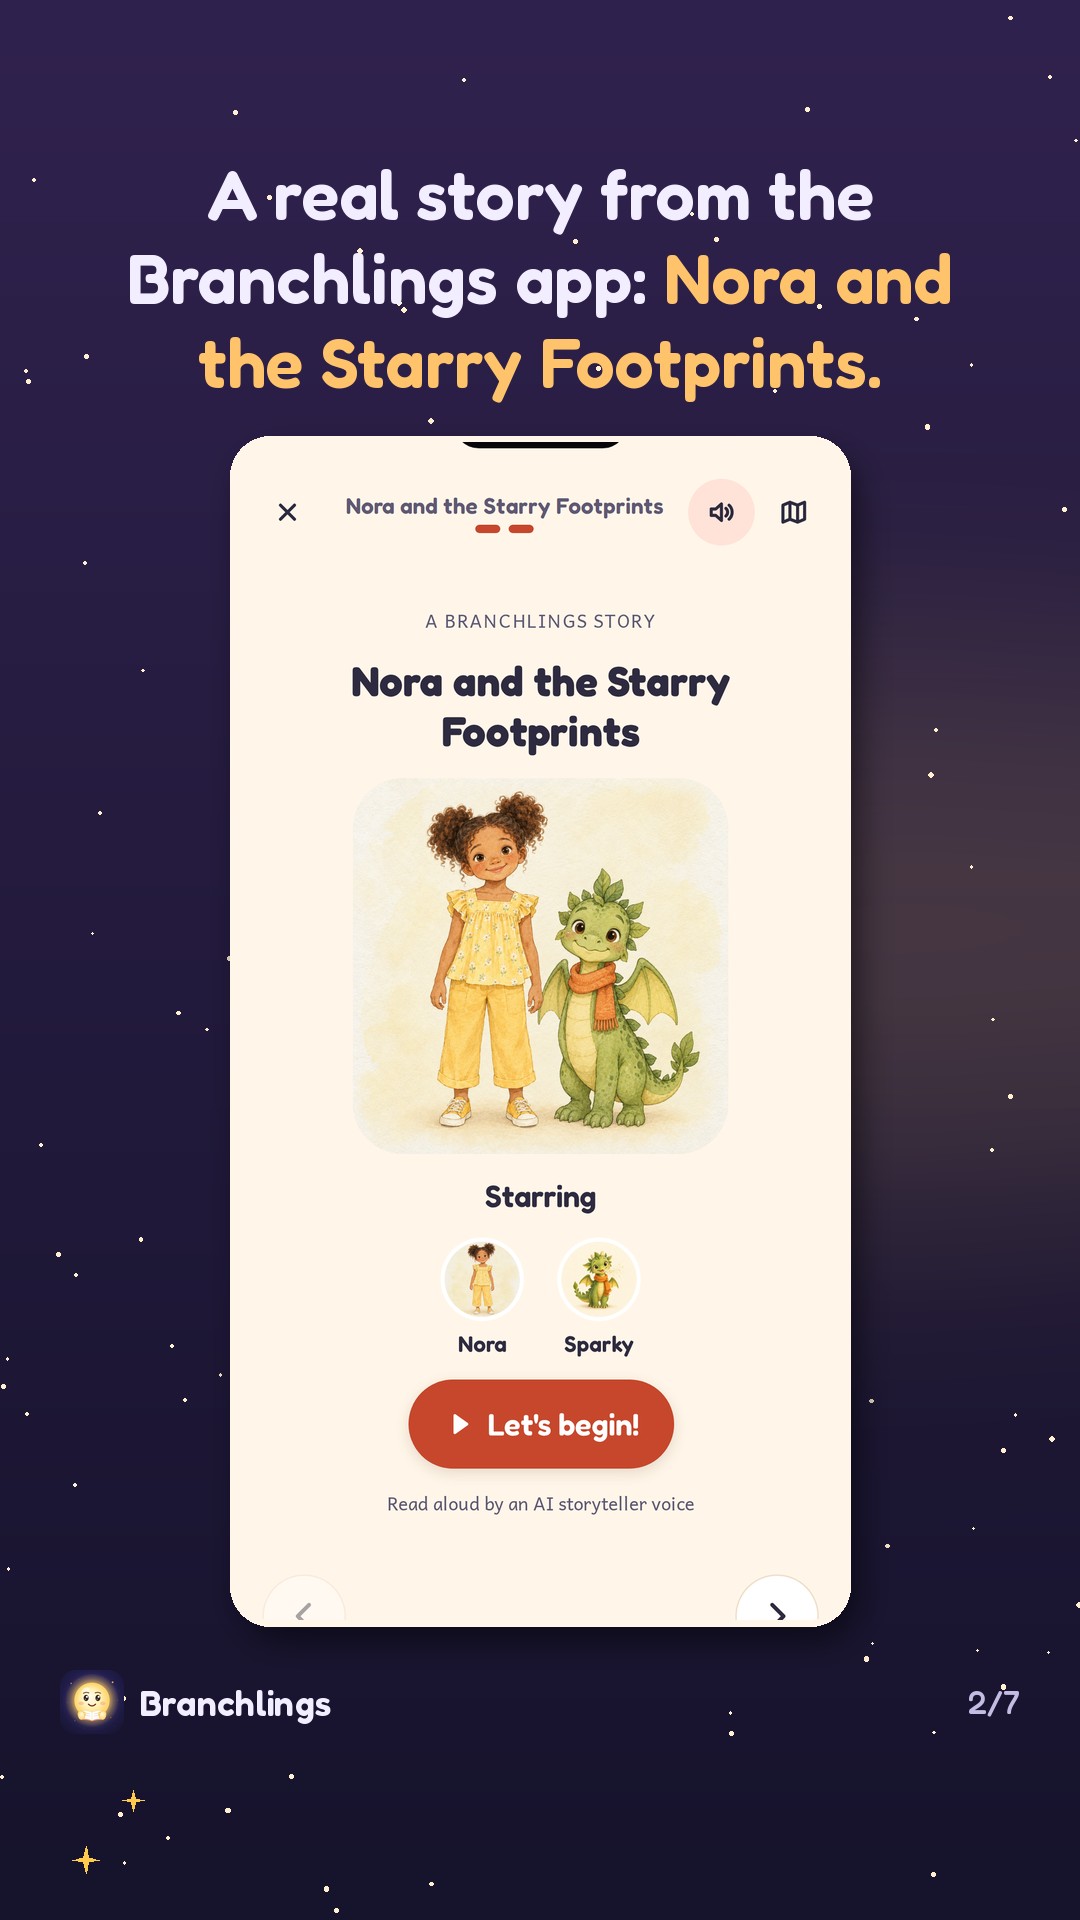 A real story from the
Branchlings app: Nora and
the Starry Footprints.
Nora and the Starry Footprints
A BRANCHLINGS STORY
Nora and the Starry
Footprints
Starring
Nora
Sparky
Let's begin!
Read aloud by an AI storyteller voice
Branchlings
2/7